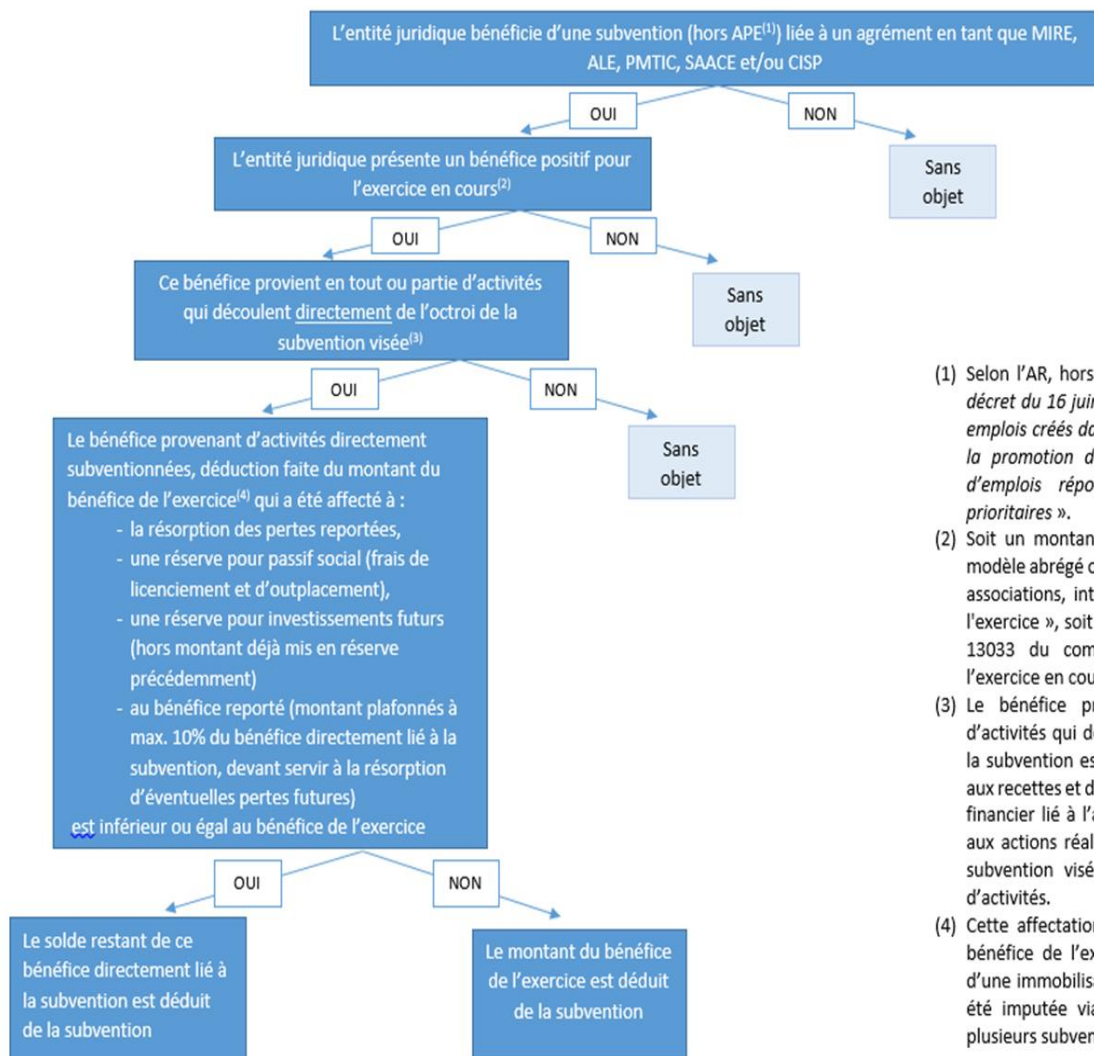 L'entité juridique bénéficie d'une subvention (hors APE(1)) liée à un agrément en tant que MIRE,
ALE, PMTIC, SAACE et/ou CISP
OUI
NON
L'entité juridique présente un bénéfice positif pour
l'exercice en cours(2)
Sans
objet
OUI
NON
Ce bénéfice provient en tout ou partie d'activités
qui découlent directement de l'octroi de la
subvention visée(3)
Sans
objet
OUI
NON
Le bénéfice provenant d'activités directement
subventionnées, déduction faite du montant du
bénéfice de l'exercice(4) qui a été affecté à :
- la résorption des pertes reportées,
- une réserve pour passif social (frais de
licenciement et d'outplacement),
- une réserve pour investissements futurs
(hors montant déjà mis en réserve
précédemment)
- au bénéfice reporté (montant plafonnés à
max. 10% du bénéfice directement lié à la
subvention, devant servir à la résorption
d'éventuelles pertes futures)
est inférieur ou égal au bénéfice de l'exercice
Sans
objet
OUI
NON
Le solde restant de ce
bénéfice directement lié à
la subvention est déduit
de la subvention
Le montant du bénéfice
de l'exercice est déduit
de la subvention
(1) Selon l'AR, hors
décret du 16 juin
emplois créés da
la promotion d
d'emplois répo
prioritaires ».
(2) Soit un montan
modèle abrégé o
associations, int
l'exercice », soit
13033 du com
l'exercice en cou
(3) Le bénéfice pr
d'activités qui de
la subvention es
aux recettes et d
financier lié à l'a
aux actions réal
subvention visé
d'activités.
(4) Cette affectation
bénéfice de l'ex
d'une immobilisa
été imputée via
plusieurs subven